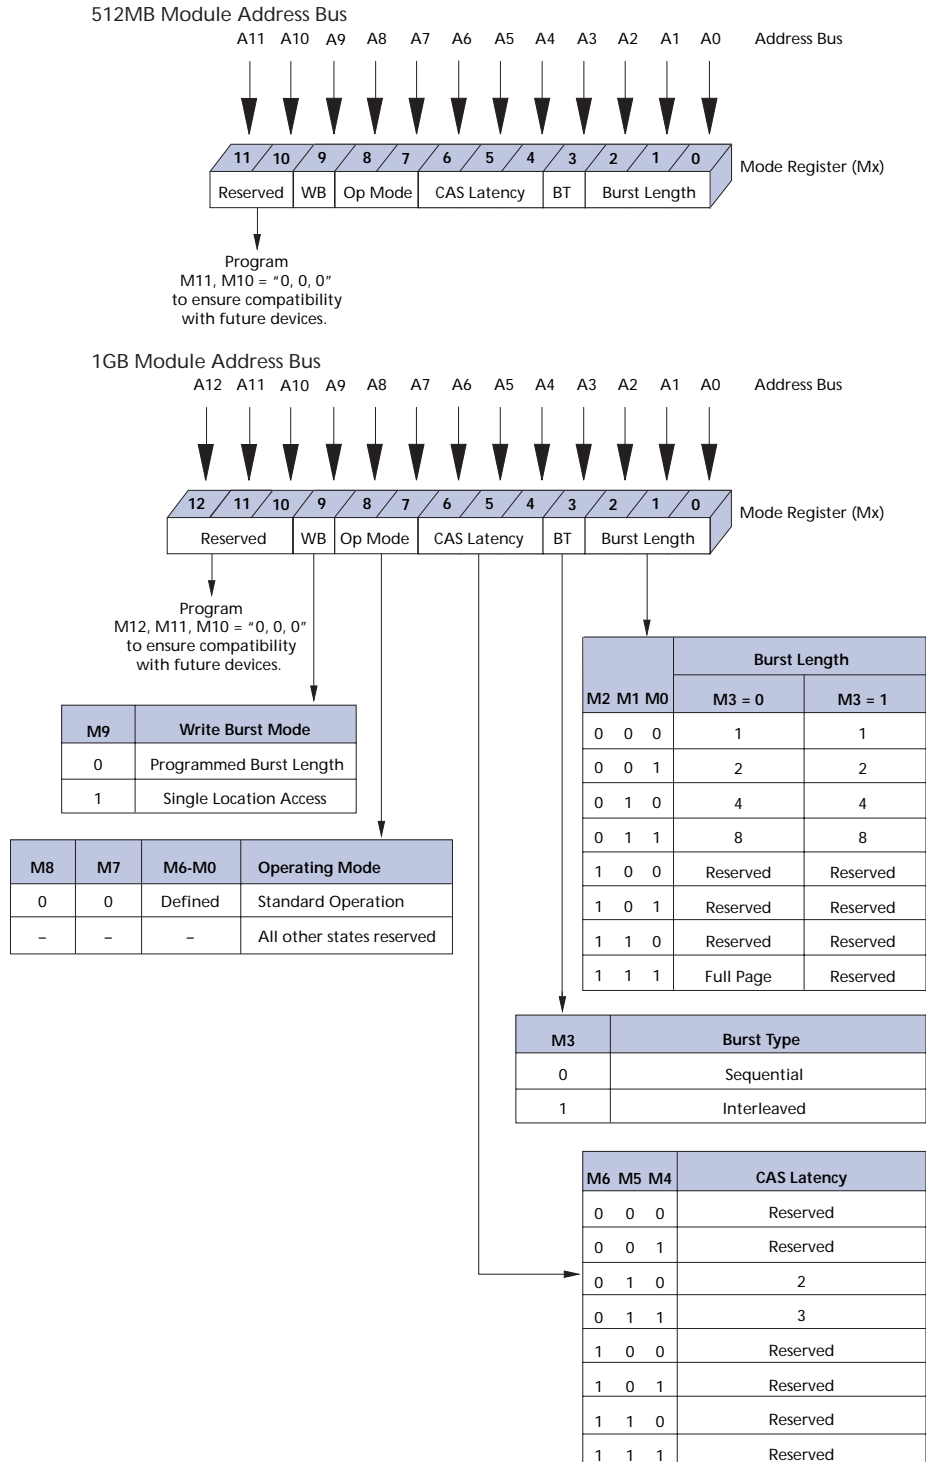 512MB Module Address Bus
A11 A10 A9 A8 A7 A6 A5 A4 A3 A2 A1 A0 Address Bus
11 10 9 8 7 6 5 4 3 2 1 0
Mode Register (Mx)
Reserved WB Op Mode CAS Latency BT Burst Length
Program
M11, M10 = “0, 0, 0”
to ensure compatibility
with future devices.
1GB Module Address Bus
A12 A11 A10 A9 A8 A7 A6 A5 A4 A3 A2 A1 A0 Address Bus
12 11 10 9 8 7 6 5 4 3 2 1 0
Mode Register (Mx)
Reserved WB Op Mode CAS Latency BT Burst Length
Program
M12, M11, M10 = “0, 0, 0”
to ensure compatibility
with future devices.
M9 Write Burst Mode
0 Programmed Burst Length
1 Single Location Access
M8 M7 M6-M0 Operating Mode
0 0 Defined Standard Operation
– – – All other states reserved
Burst Length
M2 M1 M0 M3 = 0 M3 = 1
0 0 0 1 1
0 0 1 2 2
0 1 0 4 4
0 1 1 8 8
1 0 0 Reserved Reserved
1 0 1 Reserved Reserved
1 1 0 Reserved Reserved
1 1 1 Full Page Reserved
M3 Burst Type
0 Sequential
1 Interleaved
M6 M5 M4 CAS Latency
0 0 0 Reserved
0 0 1 Reserved
0 1 0 2
0 1 1 3
1 0 0 Reserved
1 0 1 Reserved
1 1 0 Reserved
1 1 1 Reserved